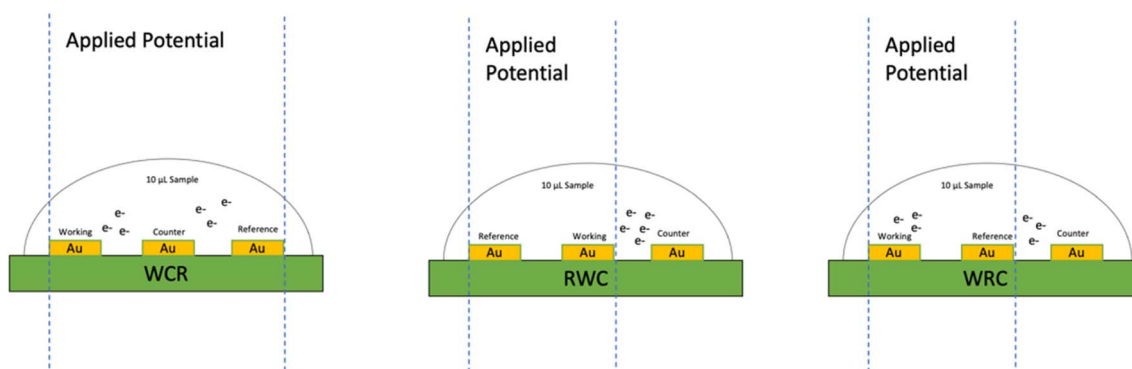 Applied Potential
10 µL Sample
e-
e-
e-
e-
e-
e-
Working
Counter
Reference
Au
Au
Au
WCR
Applied
Potential
10 µL Sample
e-
e-
e-
e-
e-
e-
Reference
Working
Counter
Au
Au
Au
RWC
Applied
Potential
10 µL Sample
e-
e-
e-
e-
e-
e-
Working
Reference
Counter
Au
Au
Au
WRC